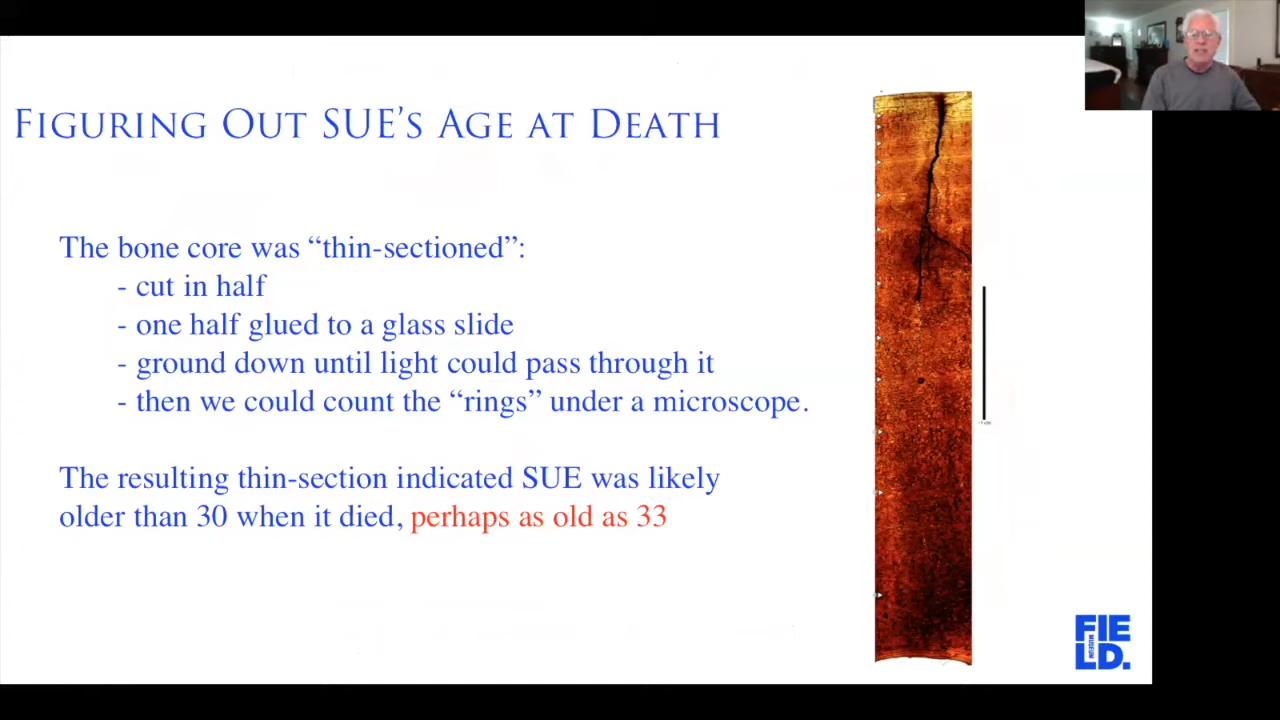 FIGURING OUT SUE'S AGE AT DEATH
The bone core was “thin-sectioned”:
- cut in half
- one half glued to a glass slide
- ground down until light could pass through it
- then we could count the “rings” under a microscope.
The resulting thin-section indicated SUE was likely
older than 30 when it died, perhaps as old as 33
FIE
MUSEUM
LD.